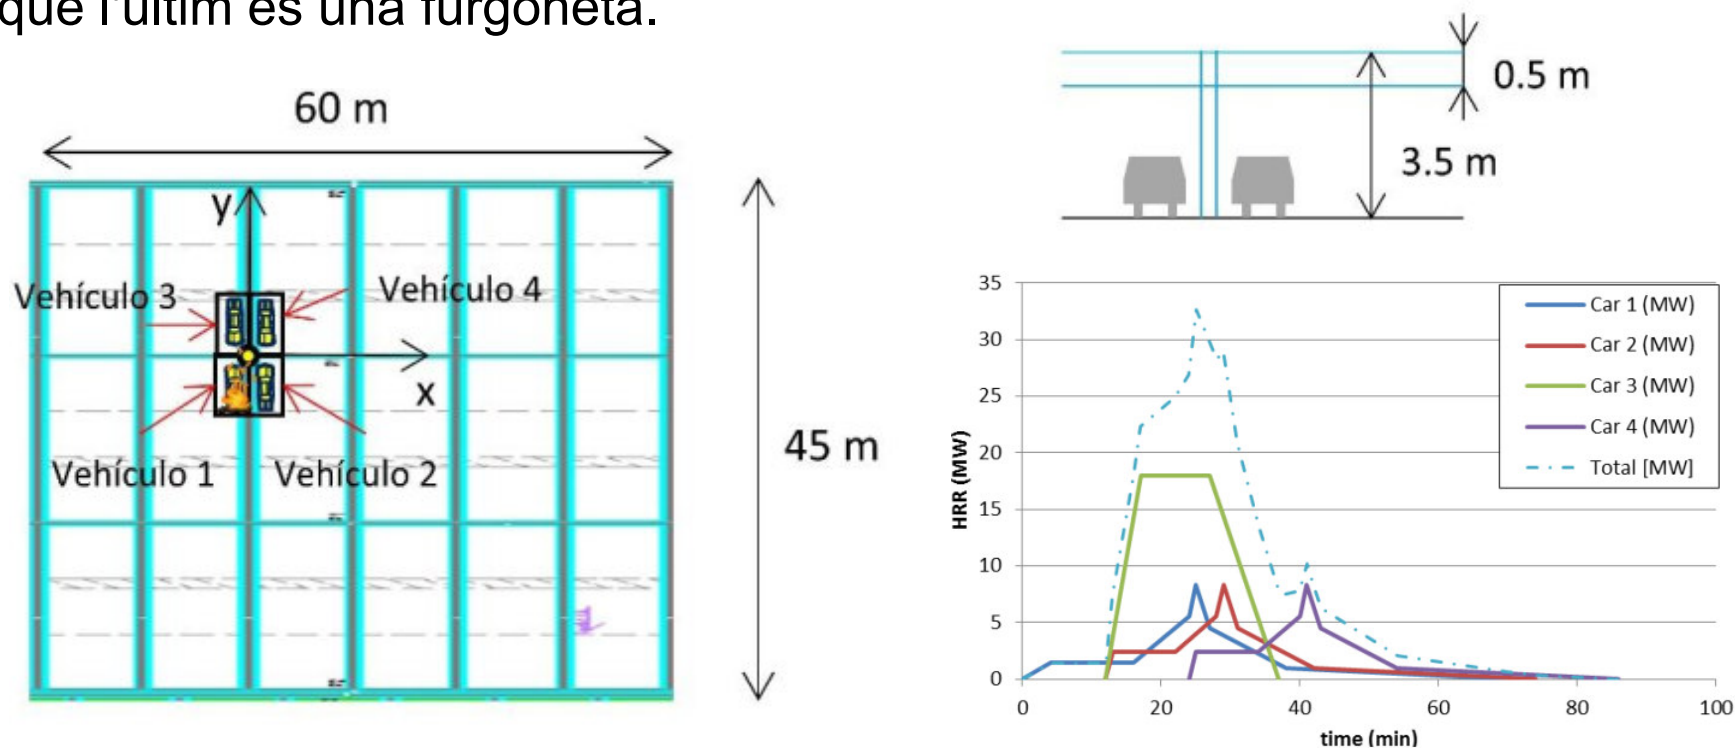 que l'últim és una furgoneta.
60 m
y
Vehículo 3
Vehículo 4
x
Vehículo 1
Vehículo 2
45 m
0.5 m
3.5 m
35
30
25
20
15
10
5
0
HRR (MW)
0
20
40
60
80
100
time (min)
Car 1 (MW)
Car 2 (MW)
Car 3 (MW)
Car 4 (MW)
Total [MW]